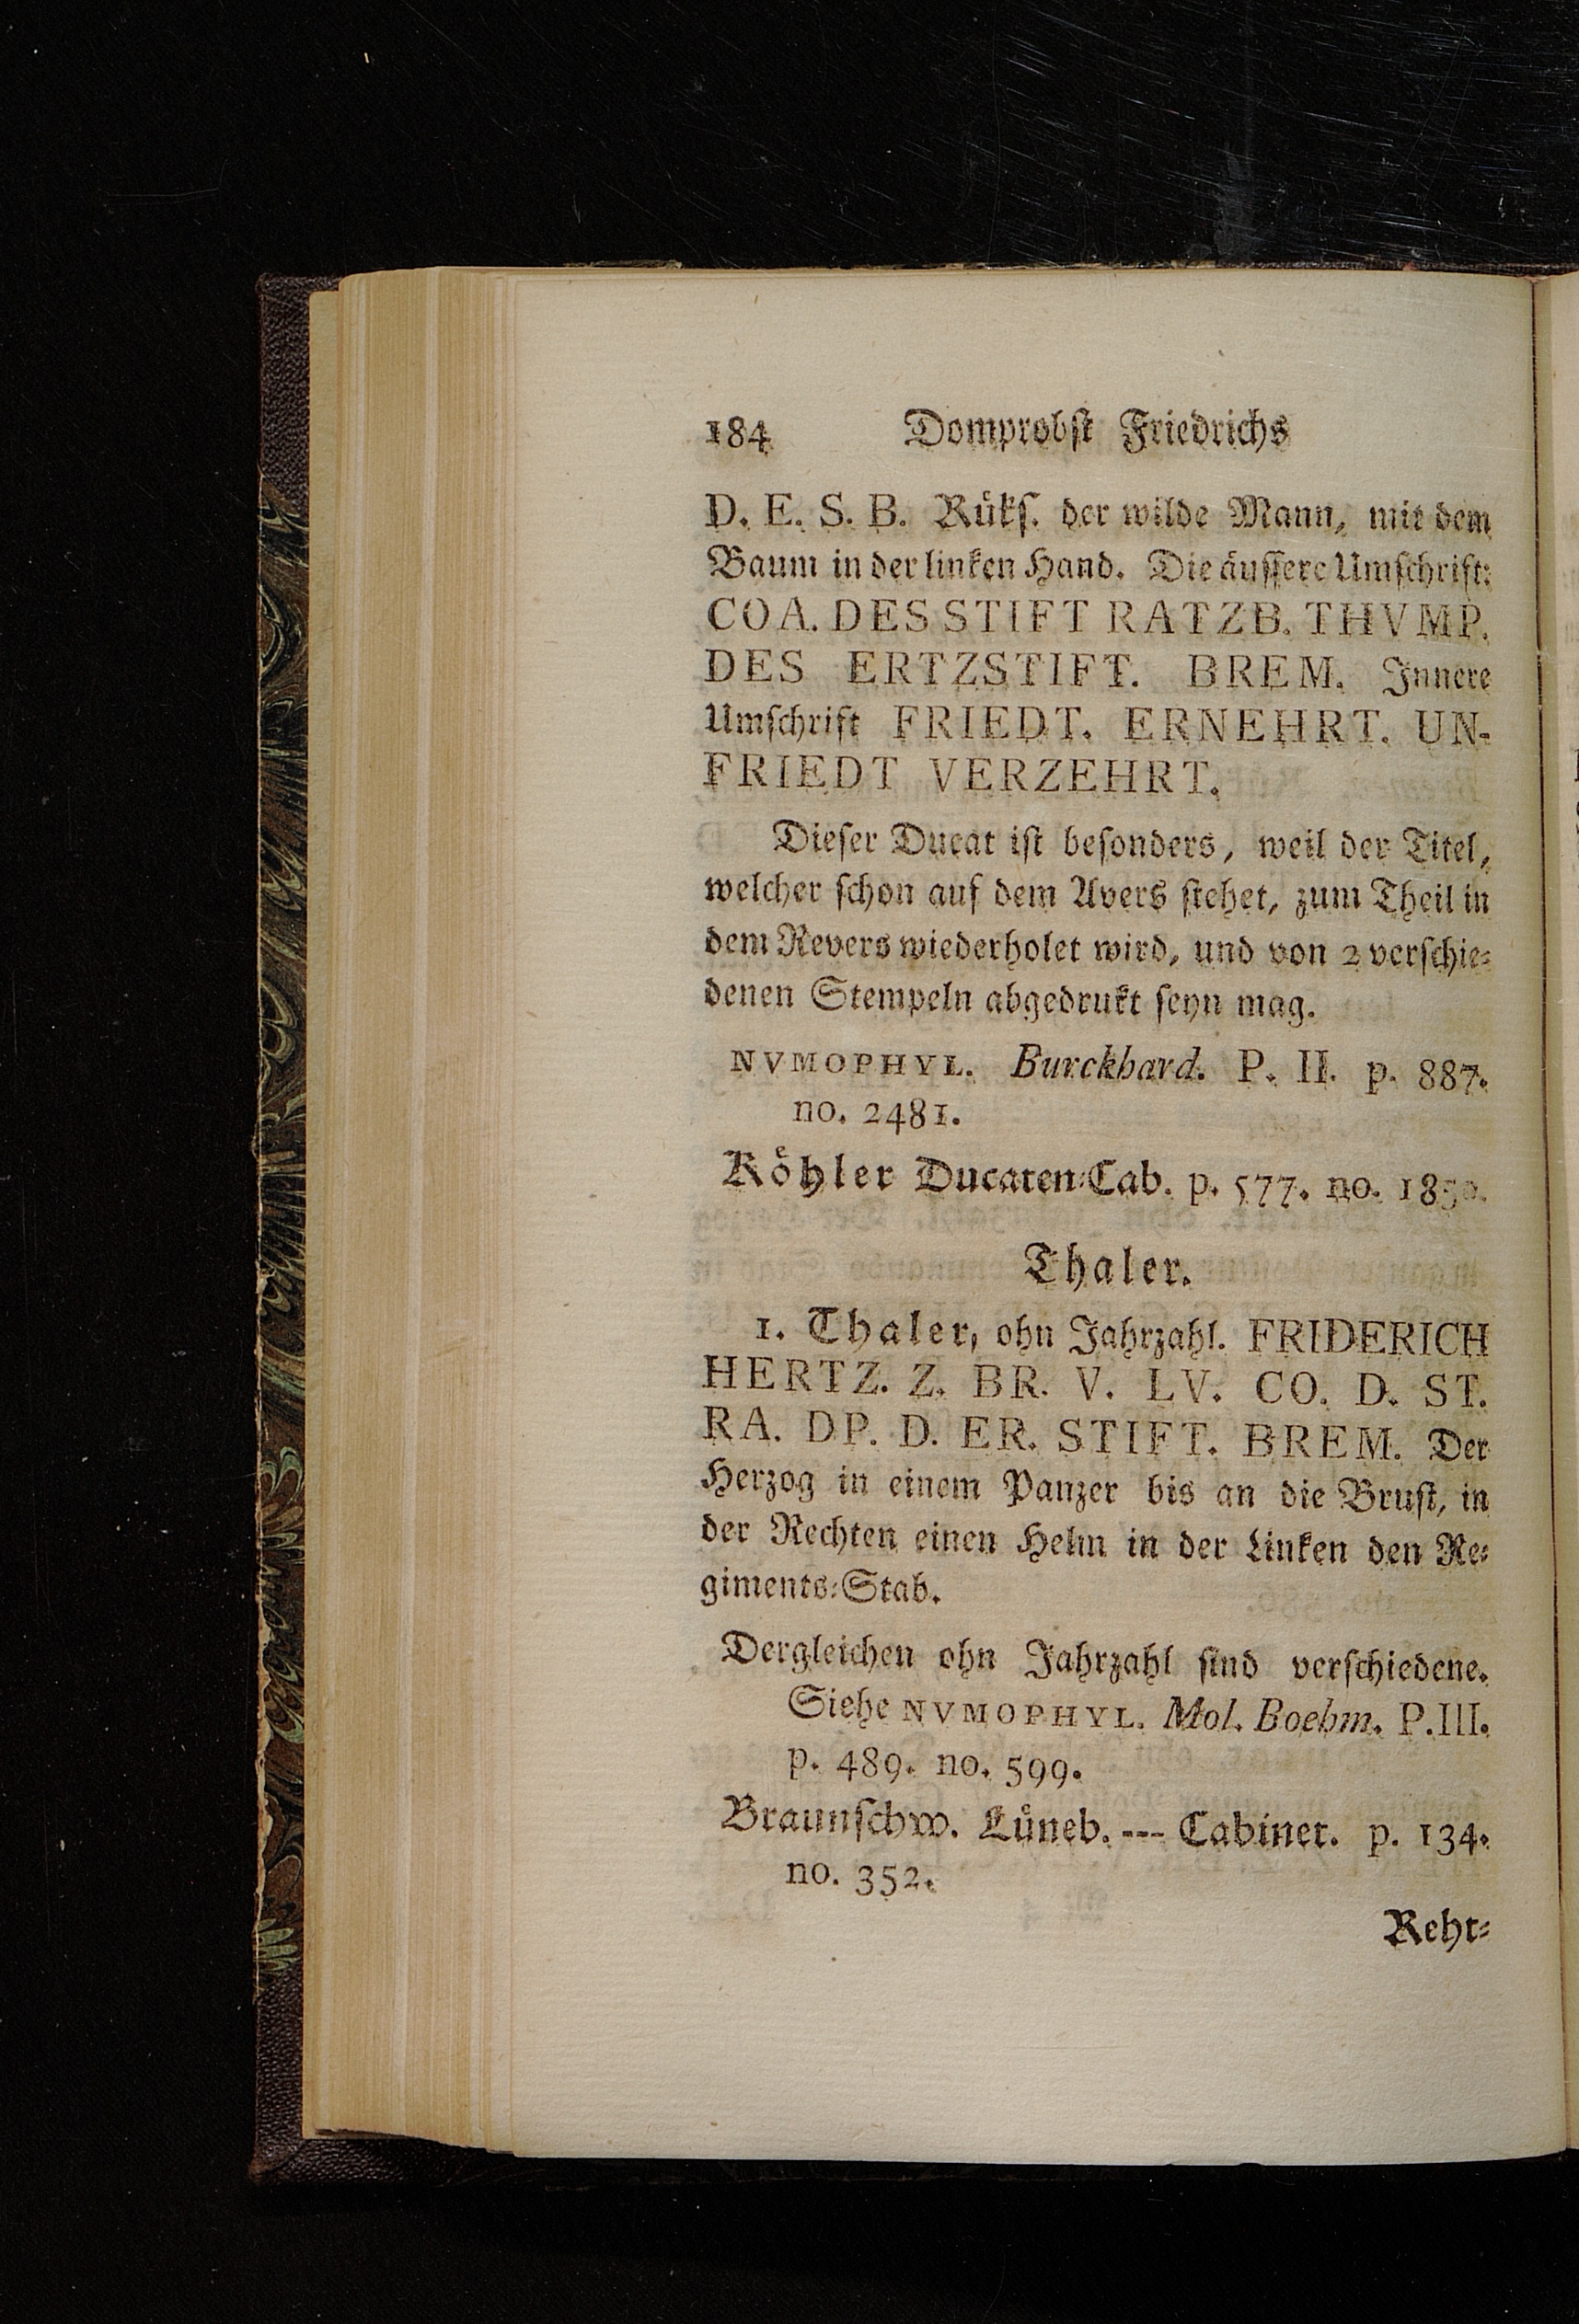 184 Domprobſt Friedrichs
D. E. S. B. Rükſ. der wilde Mann, mit dem
Baum in der linken Hand. Die äuſſere Umſchrift:
COA. DES STIFT RATZB. THVMP.
DES ERTZSTIFT. BREM. Innere
Umſchrift FRIEDT. ERNEHRT. UN-
FRIEDT VERZEHRT.
Dieſer Ducat iſt beſonders, weil der Titel,
welcher ſchon auf dem Avers ſtehet, zum Theil in
dem Revers wiederholet wird, und von 2 verſchie-
denen Stempeln abgedrukt ſeyn mag.
NVMOPHYL. Burckhard. P. II. p. 887.
no. 2481.
Köhler Ducaten-Cab. p. 577. no.
Thaler.
1. Thaler, ohn Jahrzahl. FRIDERICH
HERTZ. Z. BR. V. LV. CO. D. ST.
RA. DP. D. ER. STIFT. BREM. Der
Herzog in einem Panzer bis an die Bruſt, in
der Rechten einen Helm in der Linken den Re-
giments-Stab.
Dergleichen ohn Jahrzahl ſind verſchiedene.
Siehe NVMOPHYL. Mol. Boehm. P.III.
p. 489. no. 599.
Braunſchw. Lüneb. --- Cabinet. p. 134.
no. 352.
Reht-